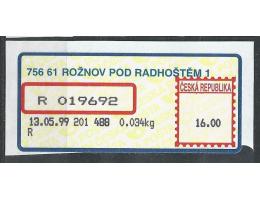 756 61 ROŽNOV POD RADHOŠTĚM 1
ČESKÁ REPUBLIKA
R 019692
13.05.99 201 488 0.034kg
16.00
R